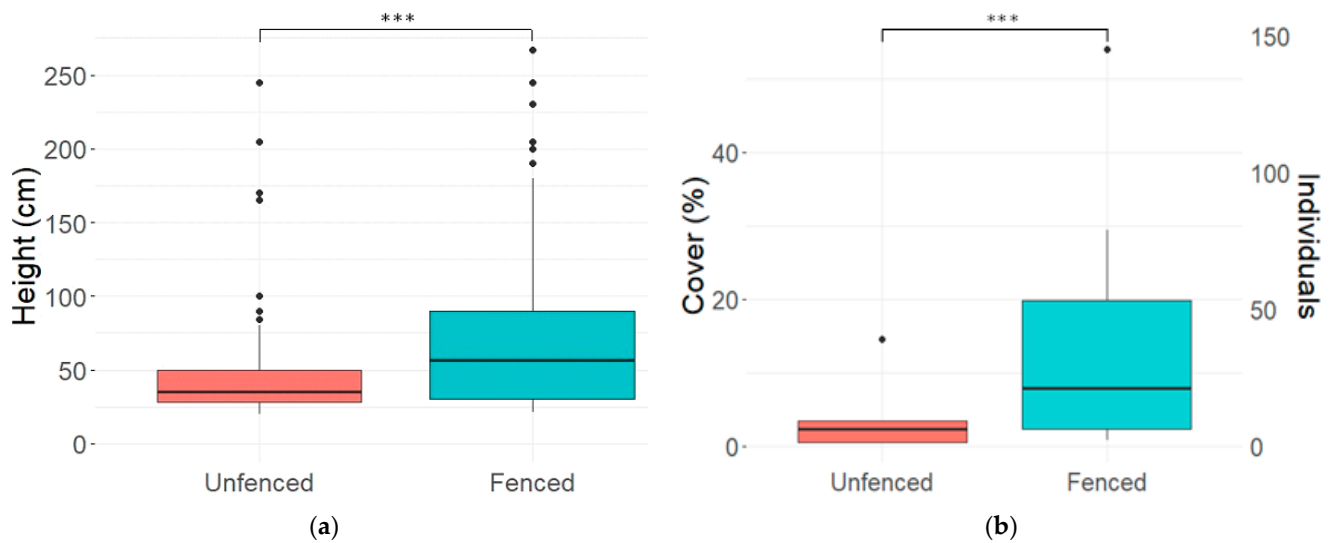 ***
250
200
150
100
50
0
Height (cm)
Unfenced
Fenced
(a)
***
40
20
0
Cover (%)
150
100
50
0
Individuals
Unfenced
Fenced
(b)